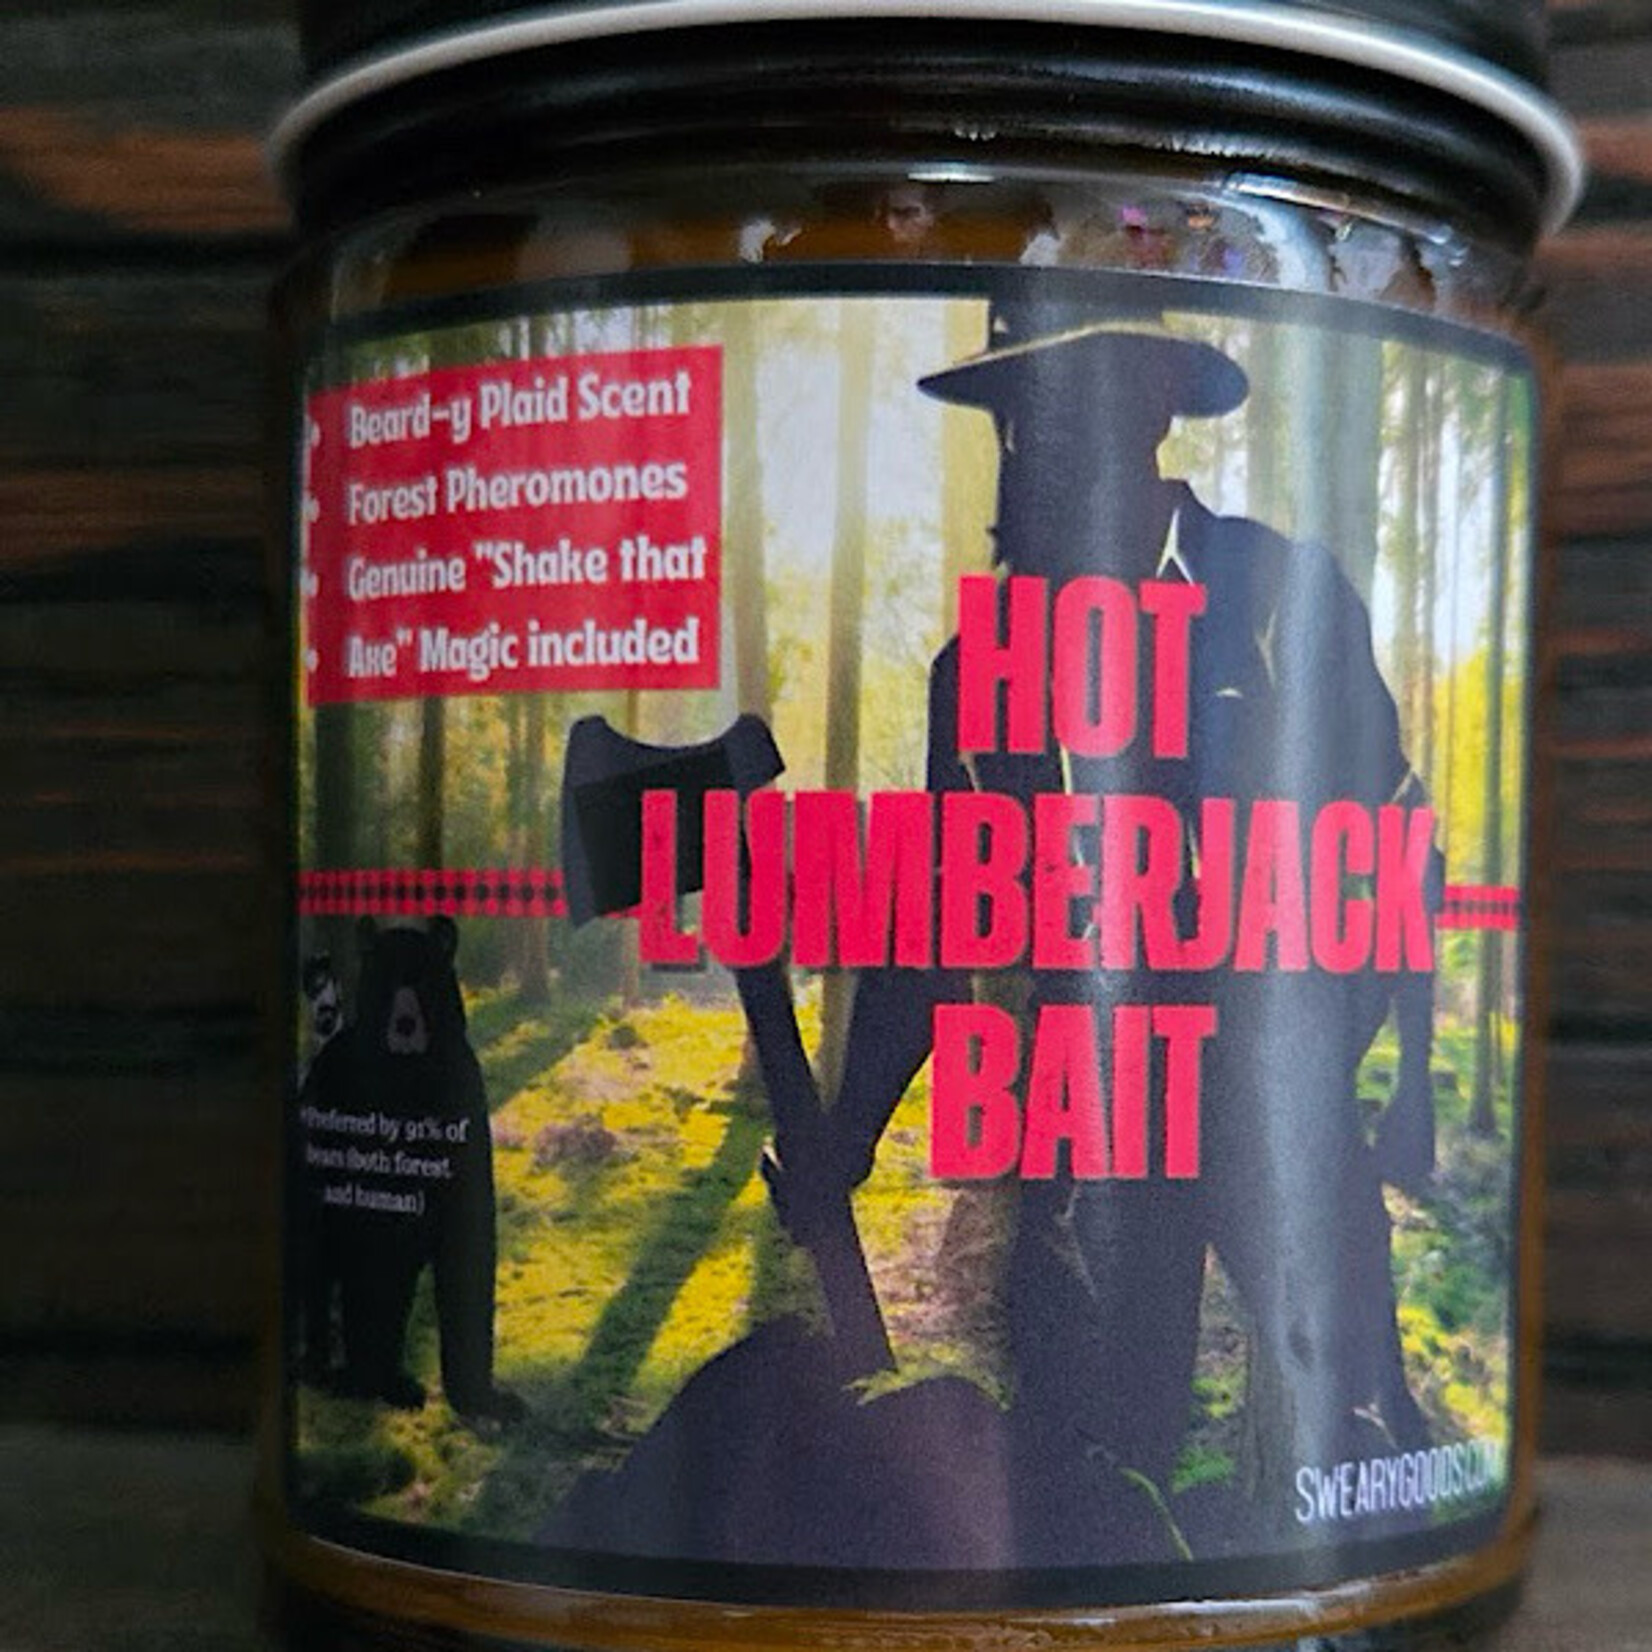 Beard-y Plaid Scent
Forest Pheromones
Genuine "Shake that
Axe" Magic included
HOT
LUMBERJACK
BAIT
Preferred by 91% of
bears (both forest
and human)
SWEARYGOODS.COM